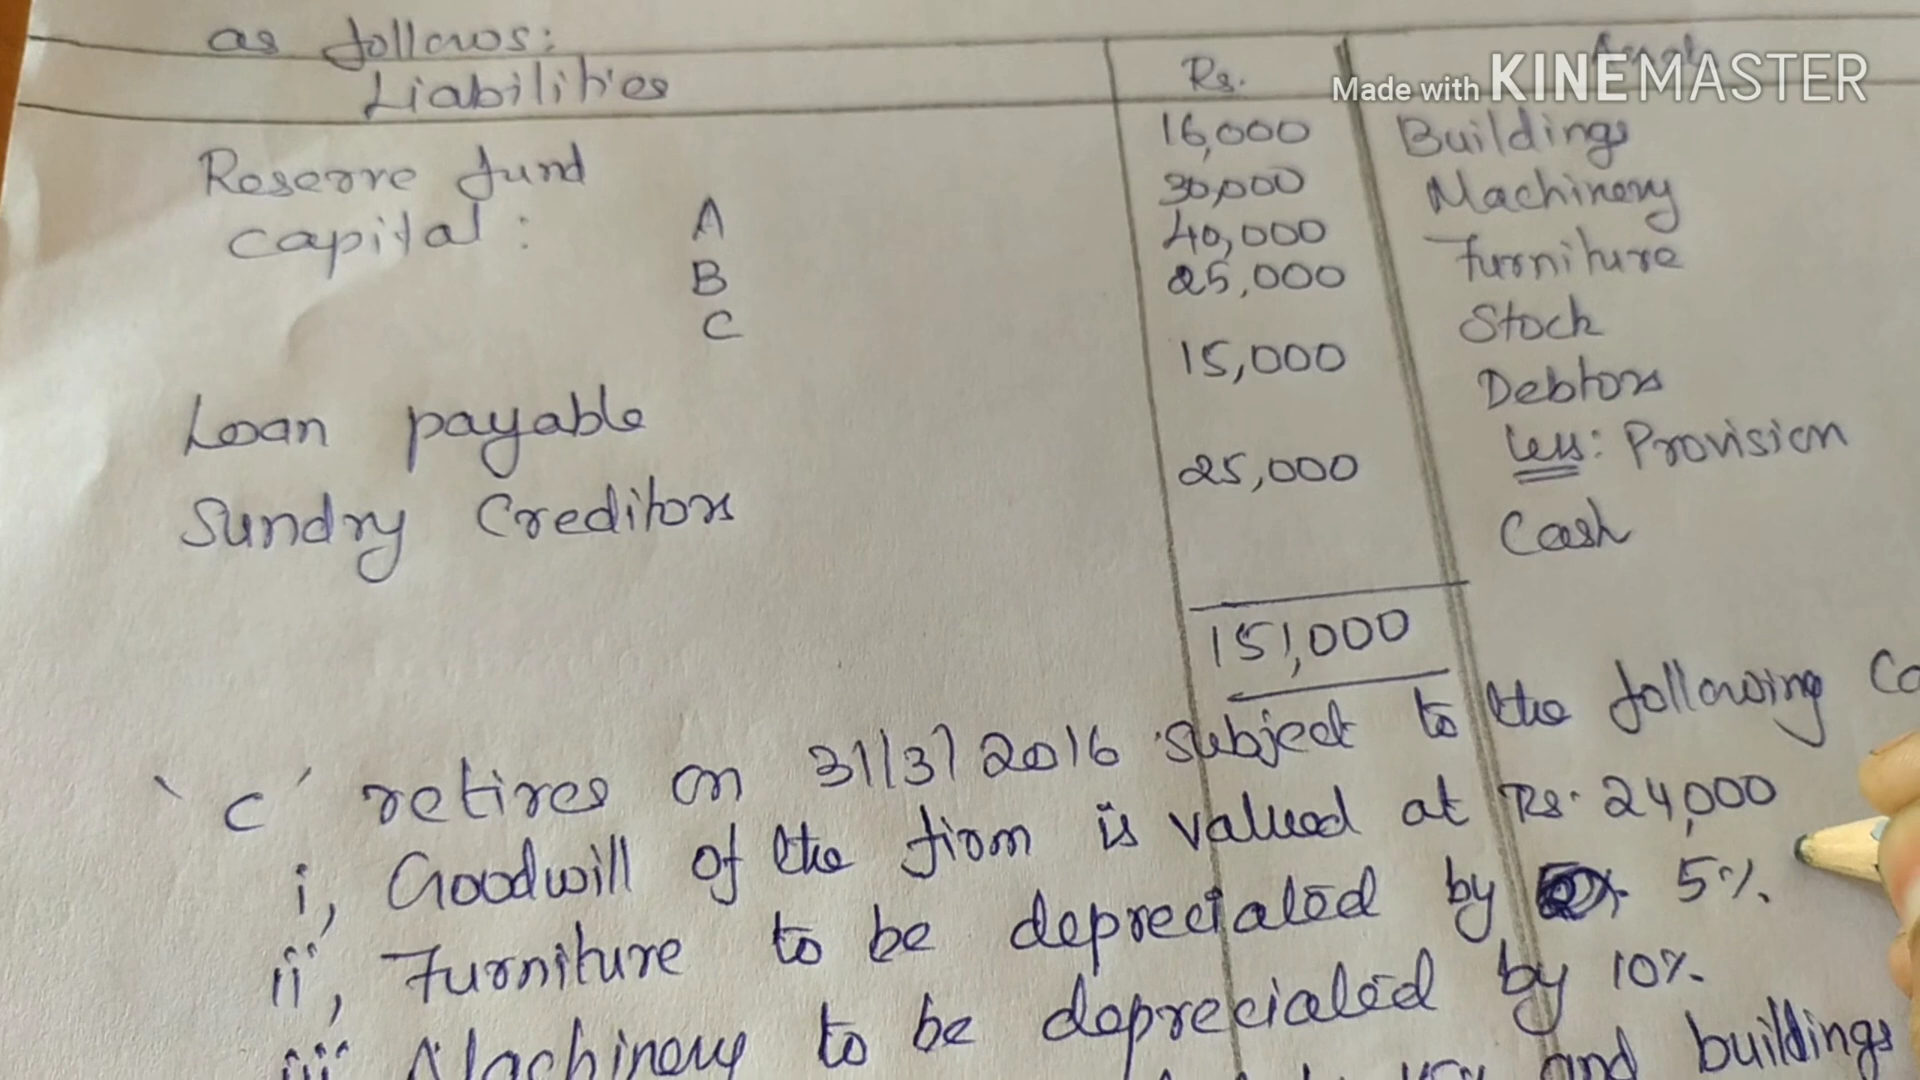 as follows:
Liabilities Rs.
Made with KINEMASTER
Reserve fund 16,000 Buildings
Capital: A 30,000 Machinery
B 40,000 Furniture
C 25,000 Stock
Loan payable 15,000 Debtors
Less: Provision
Sundry Creditors 25,000 Cash
151,000
'C' retires on 31/3/2016 subject to the following Co
i, Goodwill of the firm is valued at Rs. 24,000
ii, Furniture to be depreciated by 5%.
iii Machinery to be depreciated by 10%.
and buildings